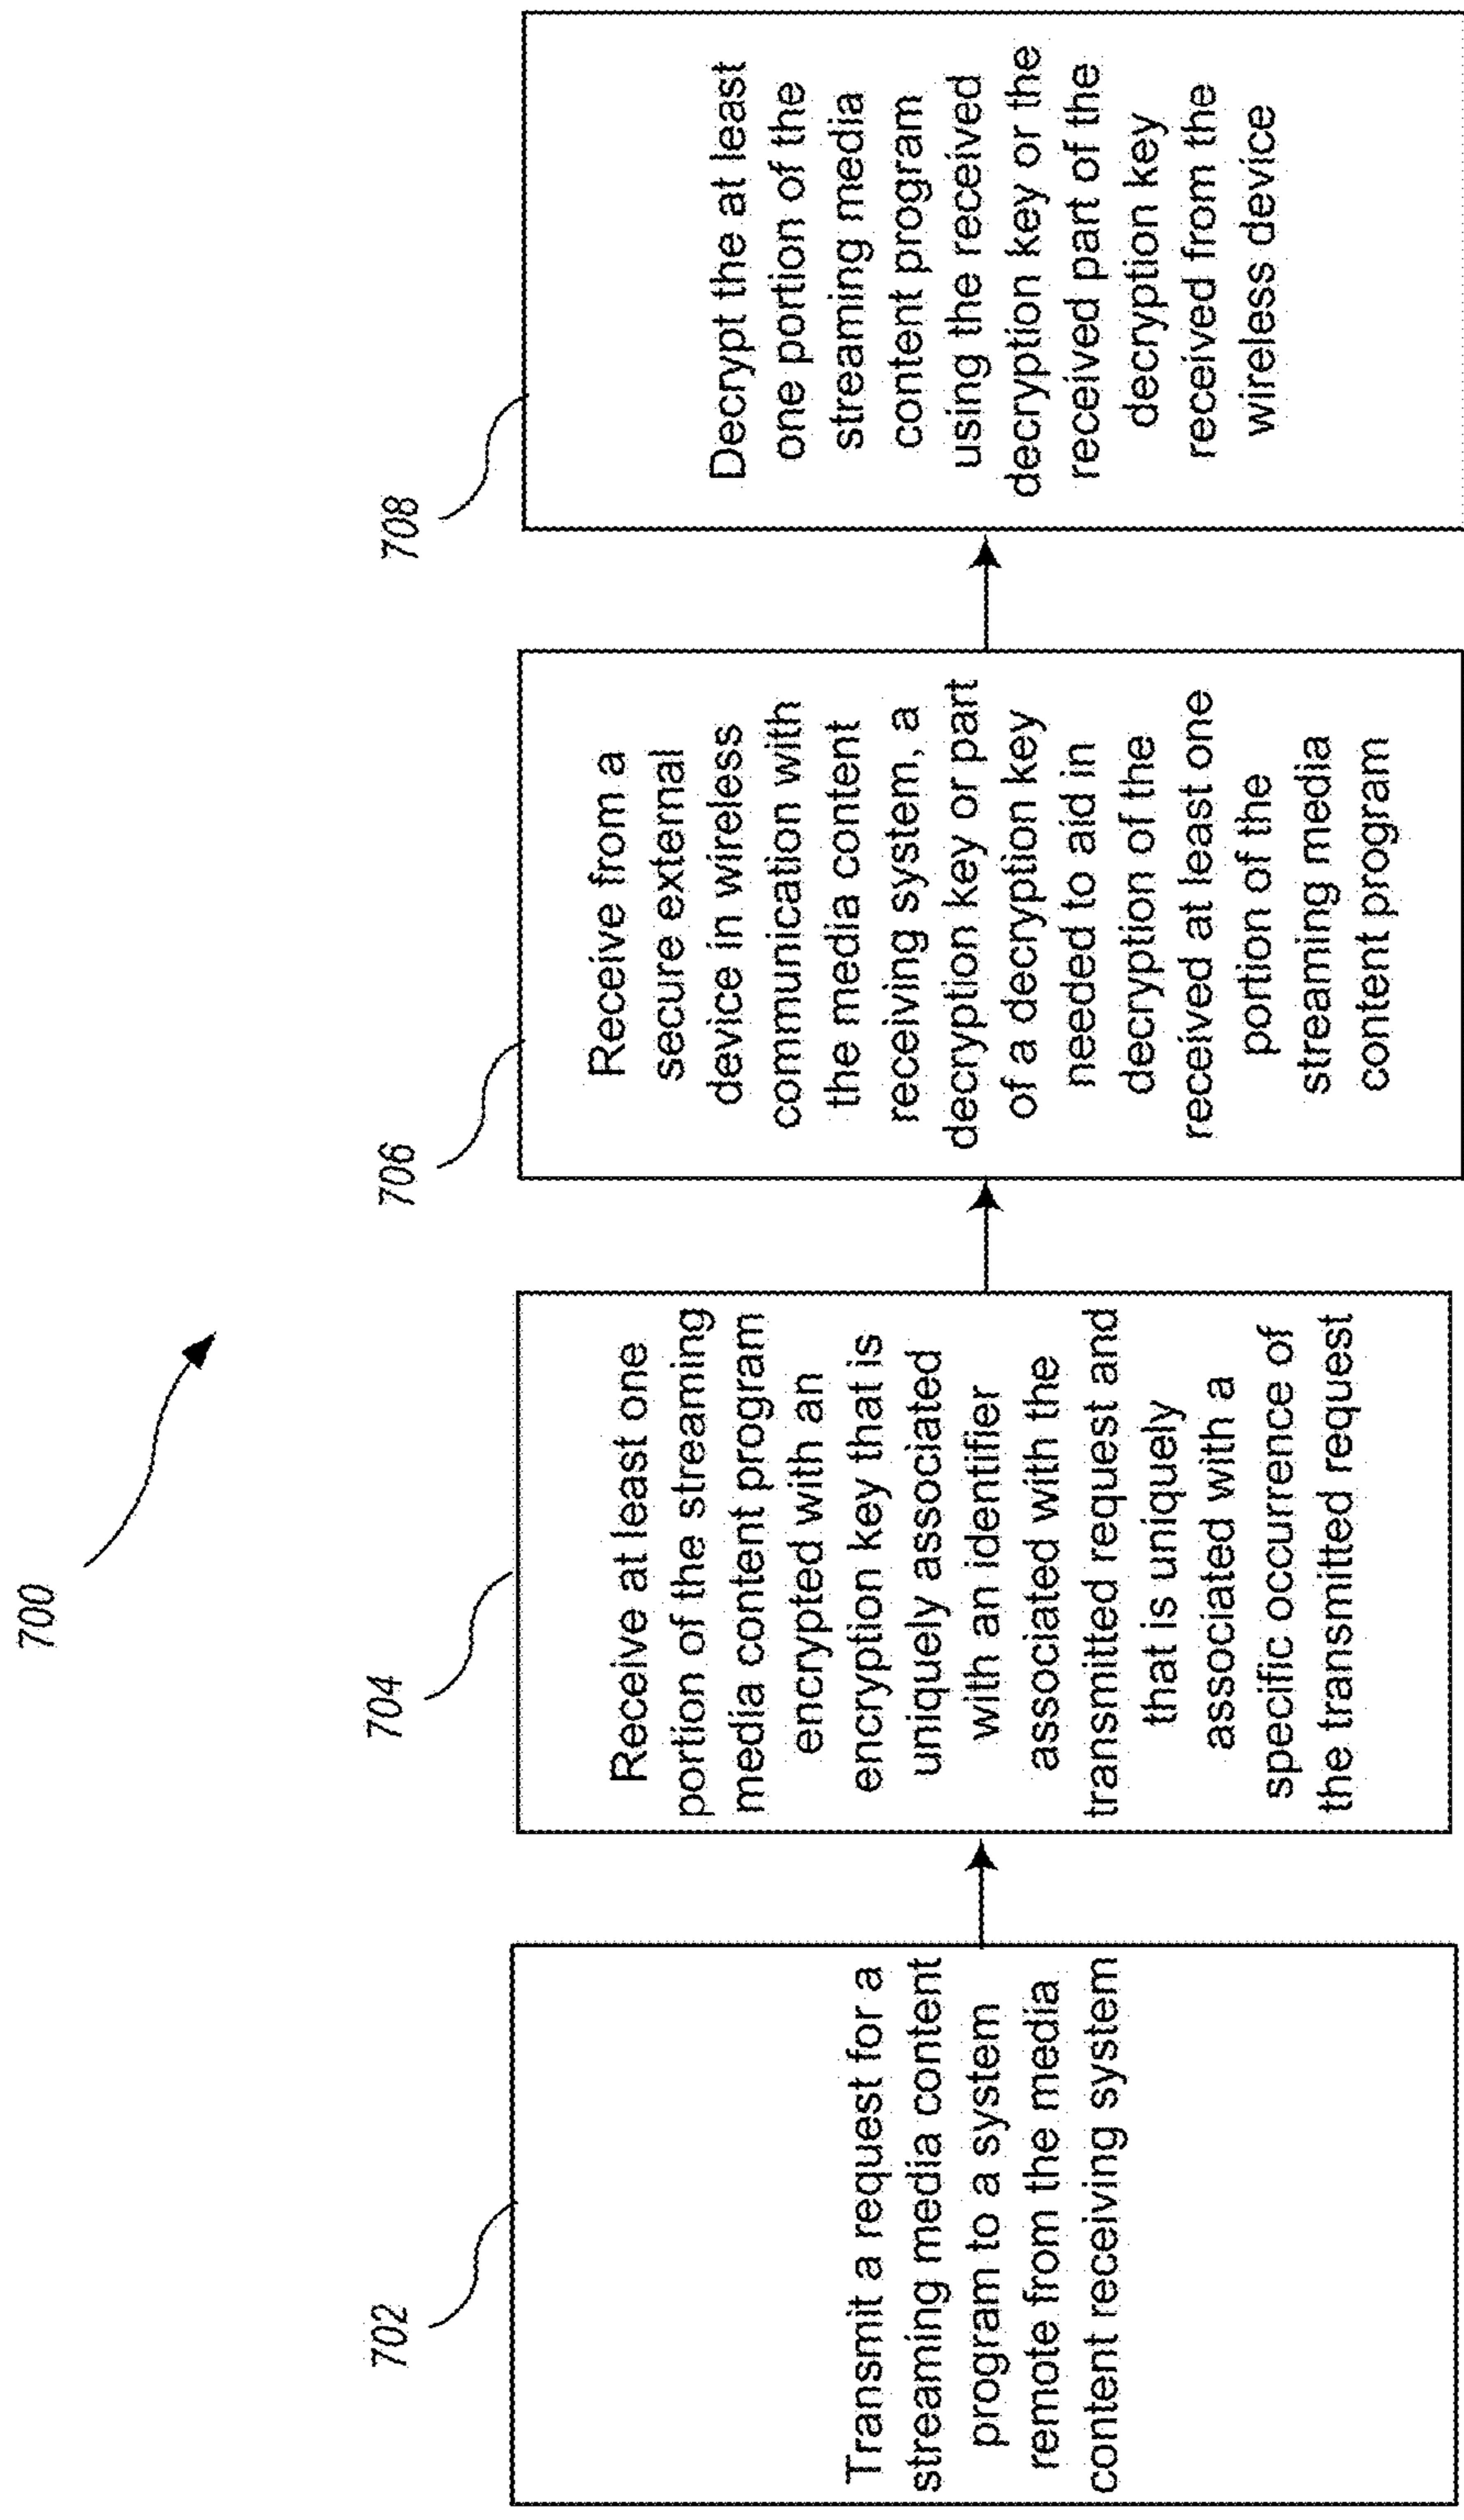 700
702
Transmit a request for a
streaming media content
program to a system
remote from the media
content receiving system
704
Receive at least one
portion of the streaming
media content program
encrypted with an
encryption key that is
uniquely associated
with an identifier
associated with the
transmitted request and
that is uniquely
associated with a
specific occurrence of
the transmitted request
706
Receive from a
secure external
device in wireless
communication with
the media content
receiving system, a
decryption key or part
of a decryption key
needed to aid in
decryption of the
received at least one
portion of the
streaming media
content program
708
Decrypt the at least
one portion of the
streaming media
content program
using the received
decryption key or the
received part of the
decryption key
received from the
wireless device